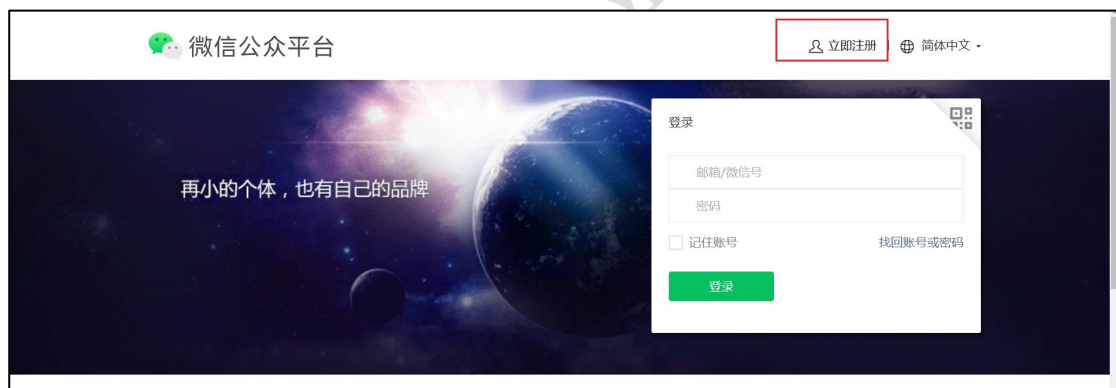 微信公众平台
立即注册 | 简体中文
登录
邮箱/微信号
再小的个体，也有自己的品牌
密码
记住账号 找回账号或密码
登录